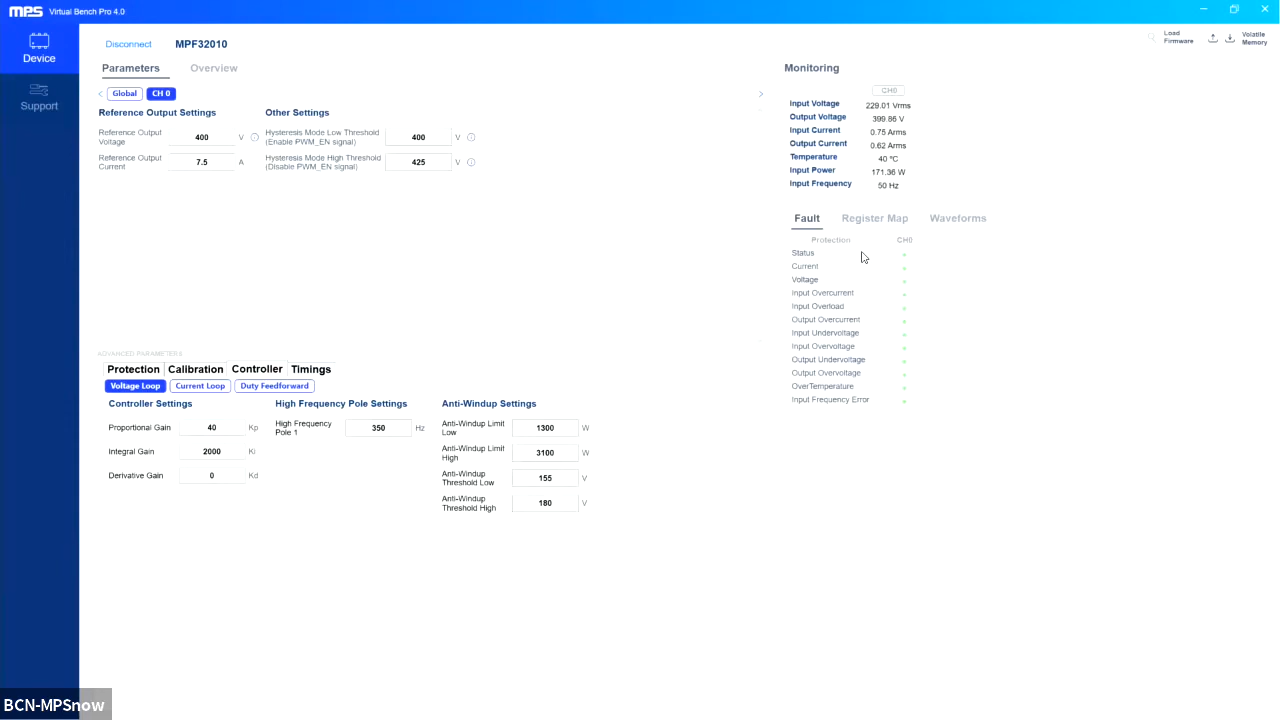 MPS Virtual Bench Pro 4.0
Device
Support
Disconnect MPF32010
Load Firmware
Volatile Memory
Parameters Overview
Global CH 0
Reference Output Settings
Reference Output Voltage 400 V
Reference Output Current 7.5 A
Other Settings
Hysteresis Mode Low Threshold (Enable PWM_EN signal) 400 V
Hysteresis Mode High Threshold (Disable PWM_EN signal) 425 V
ADVANCED PARAMETERS
Protection Calibration Controller Timings
Voltage Loop Current Loop Duty Feedforward
Controller Settings
Proportional Gain 40 Kp
Integral Gain 2000 Ki
Derivative Gain 0 Kd
High Frequency Pole Settings
High Frequency Pole 1 350 Hz
Anti-Windup Settings
Anti-Windup Limit Low 1300 W
Anti-Windup Limit High 3100 W
Anti-Windup Threshold Low 155 V
Anti-Windup Threshold High 180 V
Monitoring
CH0
Input Voltage 229.01 Vrms
Output Voltage 399.86 V
Input Current 0.75 Arms
Output Current 0.62 Arms
Temperature 40 °C
Input Power 171.36 W
Input Frequency 50 Hz
Fault Register Map Waveforms
Protection CH0
Status
Current
Voltage
Input Overcurrent
Input Overload
Output Overcurrent
Input Undervoltage
Input Overvoltage
Output Undervoltage
Output Overvoltage
OverTemperature
Input Frequency Error
BCN-MPSnow